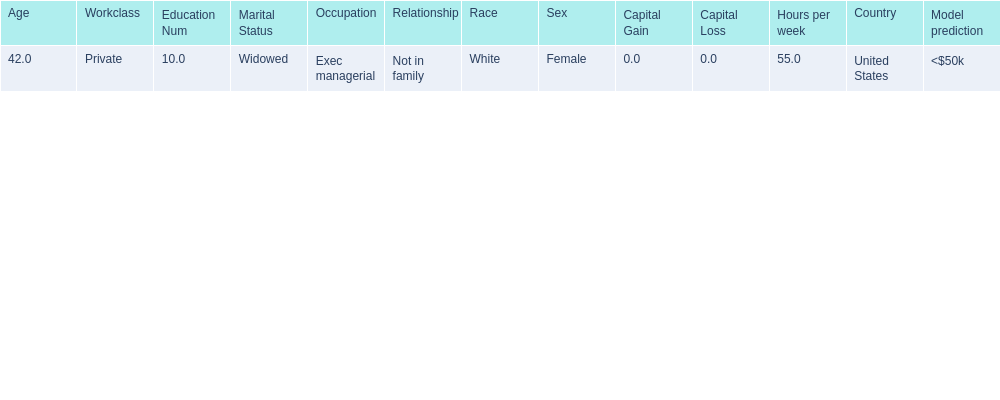 Age Workclass Education Num Marital Status Occupation Relationship Race Sex Capital Gain Capital Loss Hours per week Country Model prediction
42.0 Private 10.0 Widowed Exec managerial Not in family White Female 0.0 0.0 55.0 United States <$50k